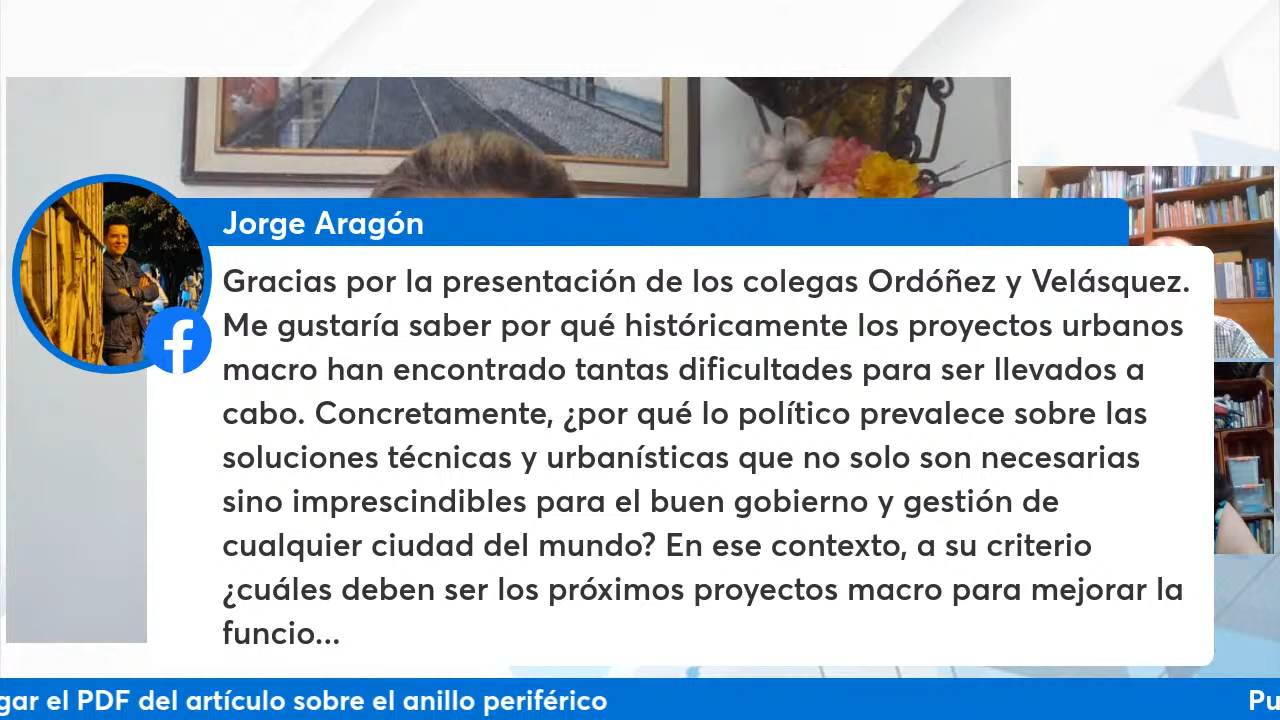 Jorge Aragón
Gracias por la presentación de los colegas Ordóñez y Velásquez.
Me gustaría saber por qué históricamente los proyectos urbanos
macro han encontrado tantas dificultades para ser llevados a
cabo. Concretamente, ¿por qué lo político prevalece sobre las
soluciones técnicas y urbanísticas que no solo son necesarias
sino imprescindibles para el buen gobierno y gestión de
cualquier ciudad del mundo? En ese contexto, a su criterio
¿cuáles deben ser los próximos proyectos macro para mejorar la
funcio...
gar el PDF del artículo sobre el anillo periférico
Pu